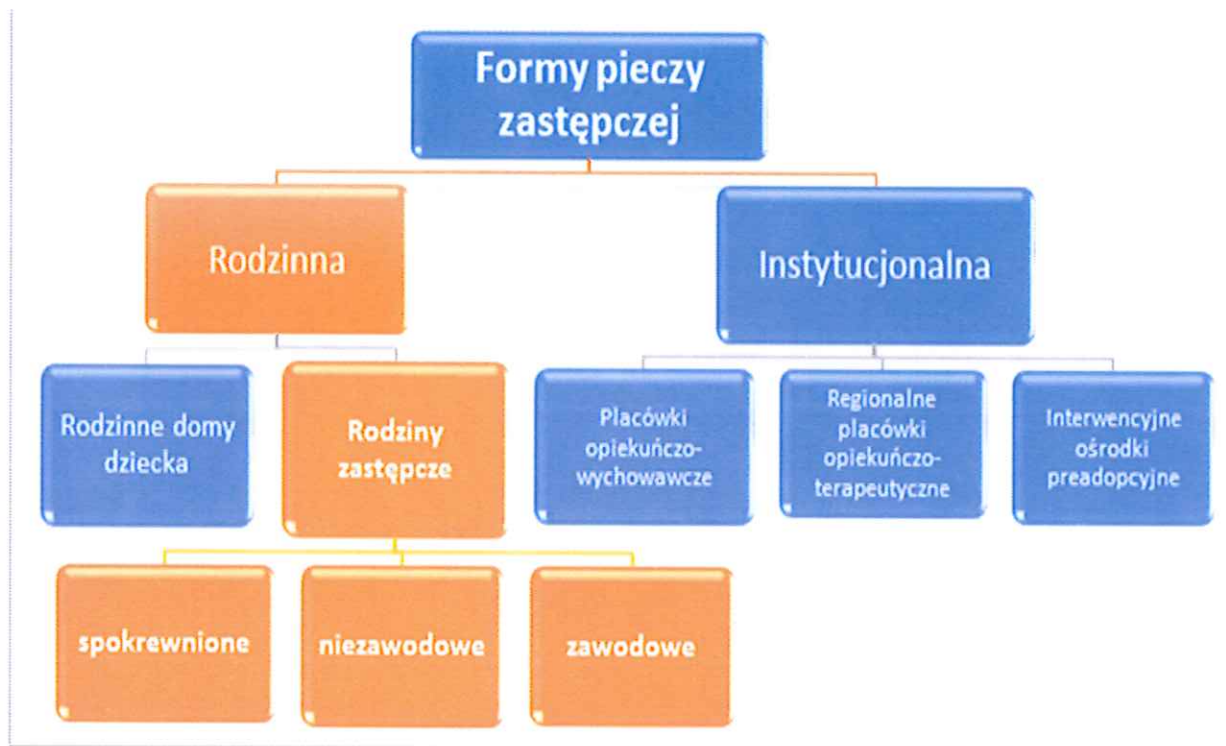 Formy pieczy
zastępczej
Rodzinna
Instytucjonalna
Rodzinne domy
dziecka
Rodziny
zastępcze
Placówki
opiekuńczo-
wychowawcze
Regionalne
placówki
opiekuńczo-
terapeutyczne
Interwencyjne
ośrodki
preadopcyjne
spokrewnione
niezawodowe
zawodowe